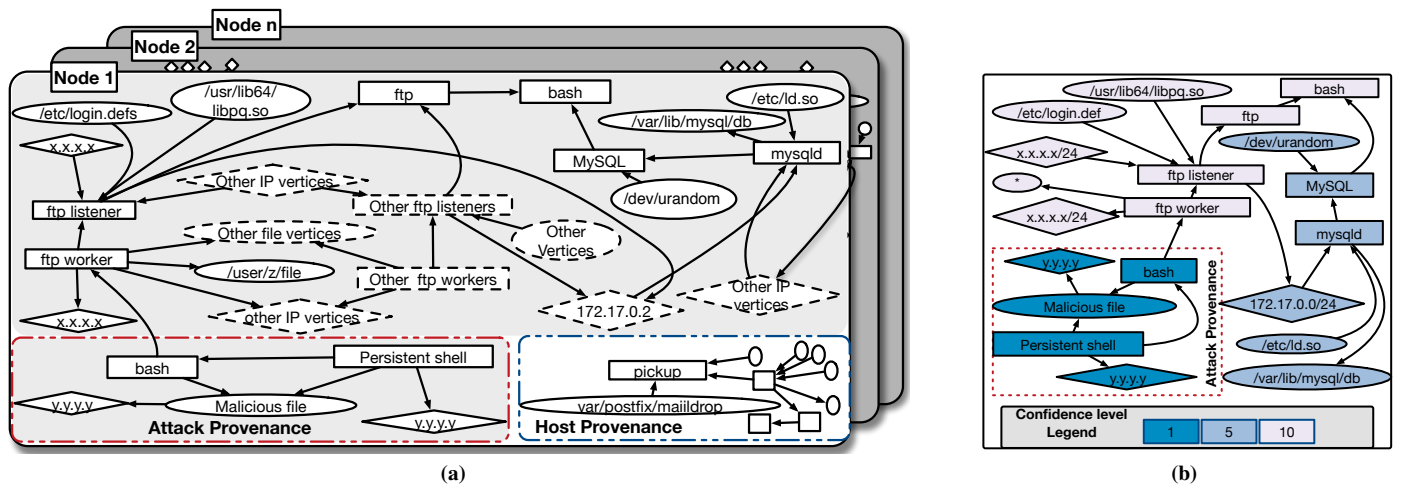 Node n
Node 2
Node 1
/etc/login.defs
/usr/lib64/
libpq.so
ftp
bash
/etc/ld.so
/var/lib/mysql/db
x.x.x.x
MySQL
mysqld
Other IP vertices
/dev/urandom
ftp listener
Other ftp listeners
Other file vertices
Other
Vertices
ftp worker
/user/z/file
Other ftp workers
Other IP
vertices
x.x.x.x
other IP vertices
172.17.0.2
bash
Persistent shell
pickup
y.y.y.y
Malicious file
var/postfix/maiildrop
y.y.y.y
Attack Provenance
Host Provenance
(a)
/usr/lib64/libpq.so
bash
/etc/login.def
ftp
/dev/urandom
x.x.x.x/24
ftp listener
*
MySQL
x.x.x.x/24
ftp worker
mysqld
y.y.y.y
bash
Malicious file
172.17.0.0/24
Persistent shell
/etc/ld.so
y.y.y.y
/var/lib/mysql/db
Attack Provenance
Confidence level
Legend
1
5
10
(b)